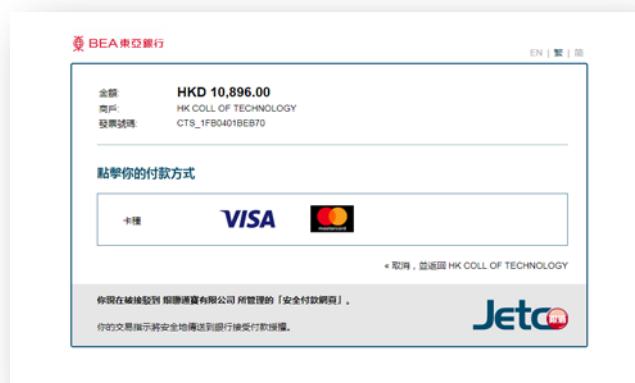 BEA東亞銀行
EN | 繁 | 簡
金額: HKD 10,896.00
商戶: HK COLL OF TECHNOLOGY
發票號碼: CTS_1FB0401BEB70
點擊你的付款方式
卡種 VISA mastercard
« 取消，並返回 HK COLL OF TECHNOLOGY
你現在被接駁到 銀聯通寶有限公司 所管理的「安全付款網頁」。
你的交易指示將安全地傳送到銀行接受付款授權。
Jetco 銀通